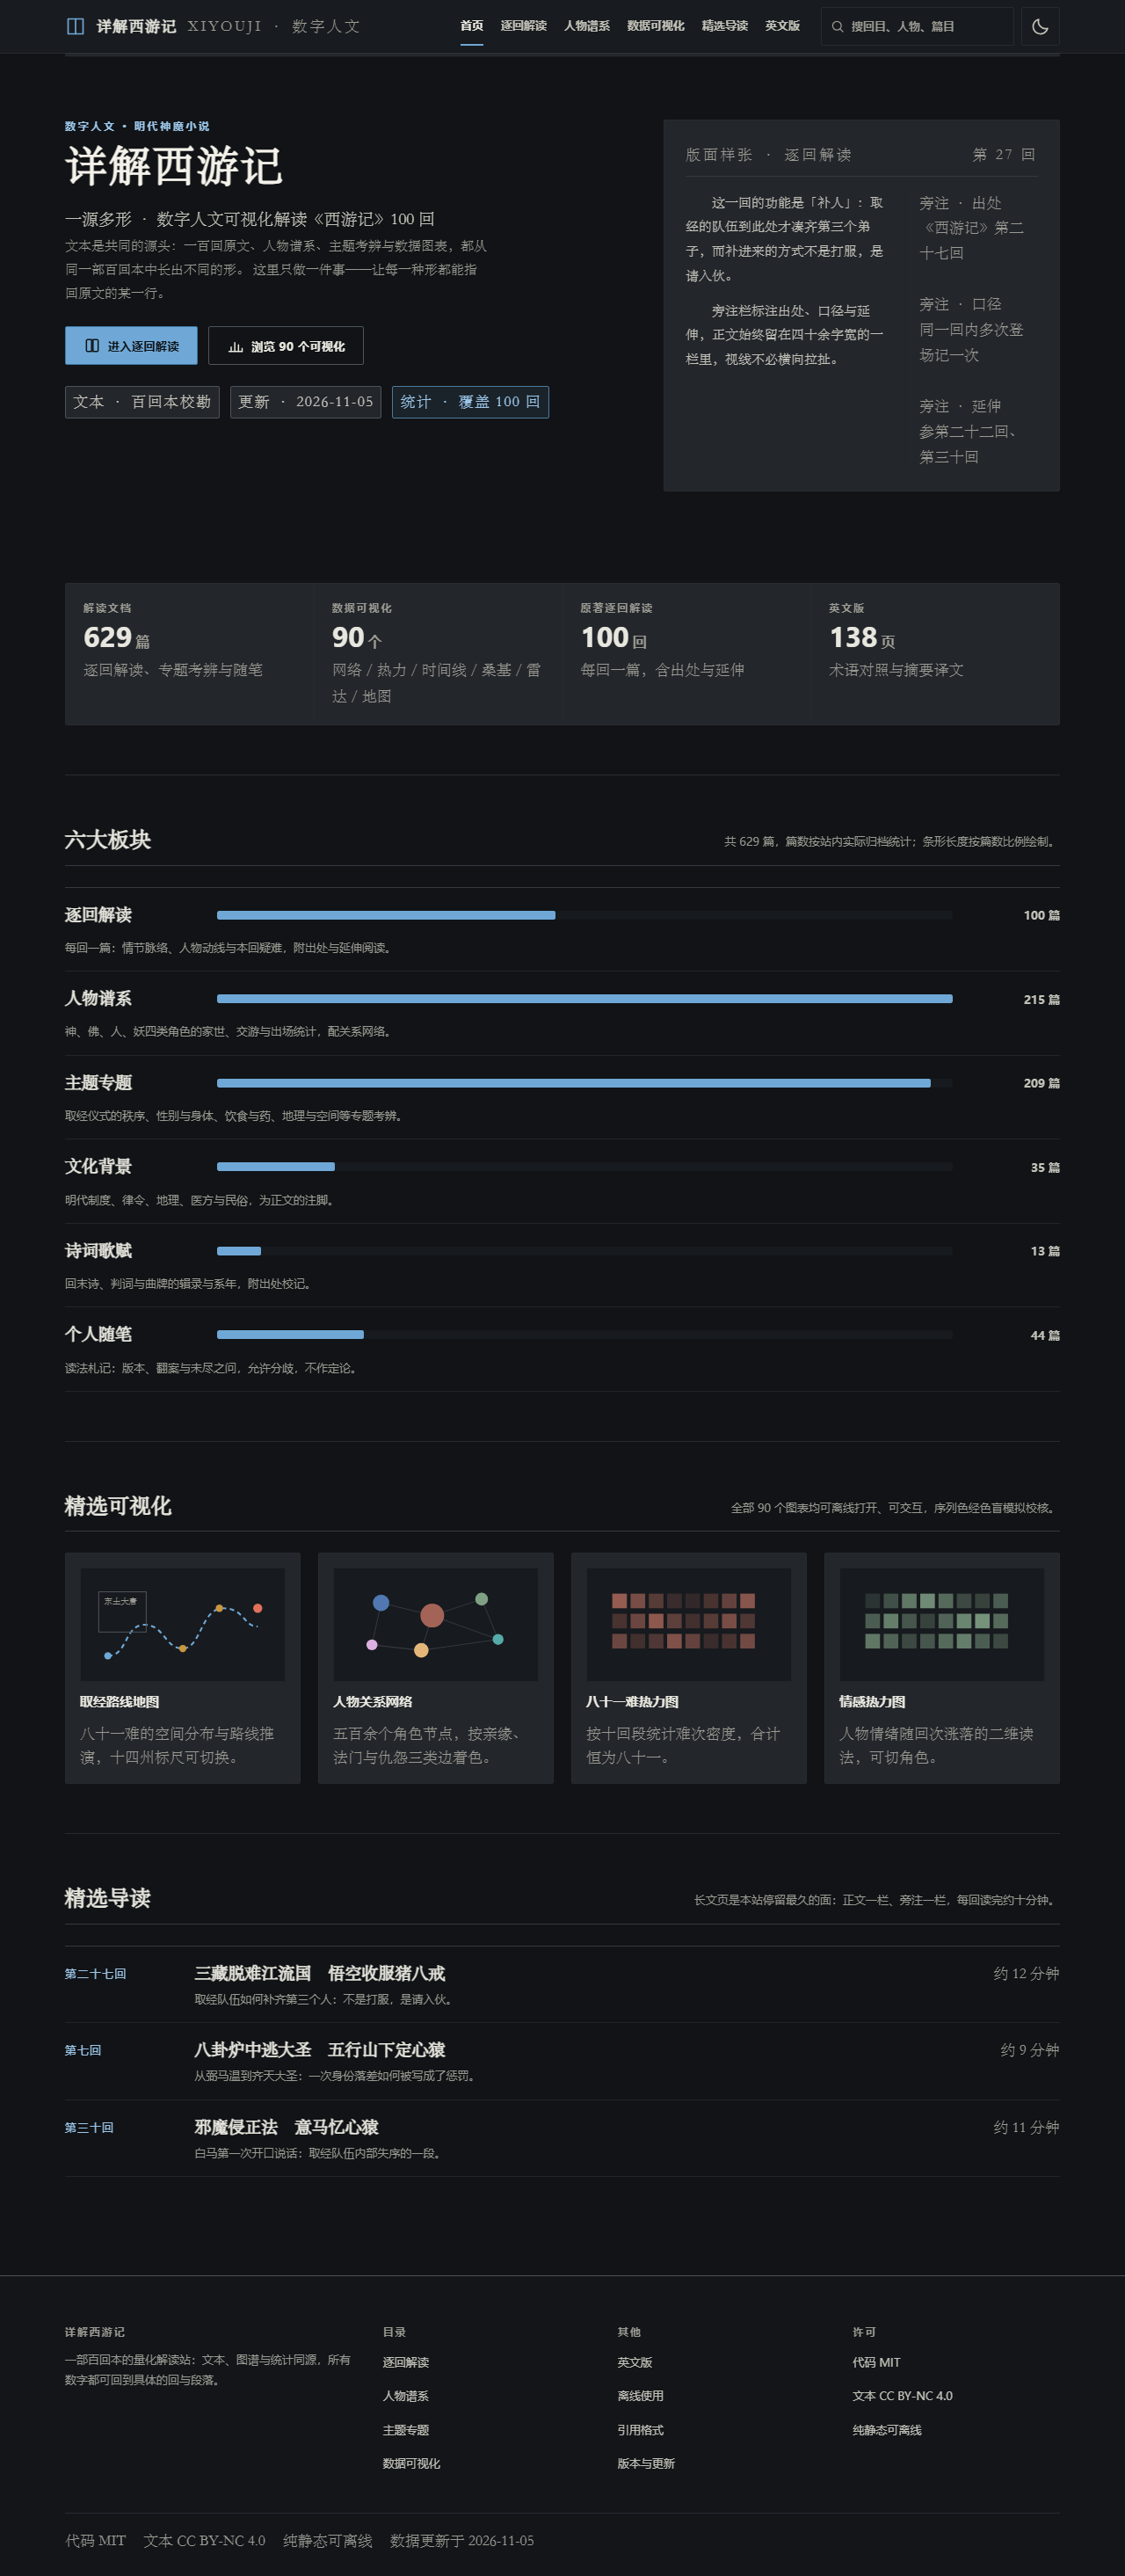 详解西游记 XIYOUJI · 数字人文
首页 逐回解读 人物谱系 数据可视化 精选导读 英文版 搜回目、人物、篇目
数字人文 • 明代神魔小说
详解西游记
一源多形 · 数字人文可视化解读《西游记》100 回
文本是共同的源头：一百回原文、人物谱系、主题考辨与数据图表，都从
同一部百回本中长出不同的形。 这里只做一件事——让每一种形都能指
回原文的某一行。
进入逐回解读 浏览 90 个可视化
文本 · 百回本校勘 更新 · 2026-11-05 统计 · 覆盖 100 回
版面样张 · 逐回解读 第 27 回
这一回的功能是「补人」：取
经的队伍到此处才凑齐第三个弟
子，而补进来的方式不是打服，是
请入伙。
旁注栏标注出处、口径与延
伸，正文始终留在四十余字宽的一
栏里，视线不必横向拉扯。
旁注 · 出处
《西游记》第二
十七回
旁注 · 口径
同一回内多次登
场记一次
旁注 · 延伸
参第二十二回、
第三十回
解读文档
629 篇
逐回解读、专题考辨与随笔
数据可视化
90 个
网络 / 热力 / 时间线 / 桑基 / 雷
达 / 地图
原著逐回解读
100 回
每回一篇，含出处与延伸
英文版
138 页
术语对照与摘要译文
六大板块
共 629 篇，篇数按站内实际归档统计；条形长度按篇数比例绘制。
逐回解读 100 篇
每回一篇：情节脉络、人物动线与本回疑难，附出处与延伸阅读。
人物谱系 215 篇
神、佛、人、妖四类角色的家世、交游与出场统计，配关系网络。
主题专题 209 篇
取经仪式的秩序、性别与身体、饮食与药、地理与空间等专题考辨。
文化背景 35 篇
明代制度、律令、地理、医方与民俗，为正文的注脚。
诗词歌赋 13 篇
回末诗、判词与曲牌的辑录与系年，附出处校记。
个人随笔 44 篇
读法札记：版本、翻案与未尽之问，允许分歧，不作定论。
精选可视化
全部 90 个图表均可离线打开、可交互，序列色经色盲模拟校核。
东土大唐
取经路线地图
八十一难的空间分布与路线推
演，十四州标尺可切换。
人物关系网络
五百余个角色节点，按亲缘、
法门与仇怨三类边着色。
八十一难热力图
按十回段统计难次密度，合计
恒为八十一。
情感热力图
人物情绪随回次涨落的二维读
法，可切角色。
精选导读
长文页是本站停留最久的面：正文一栏、旁注一栏，每回读完约十分钟。
第二十七回 三藏脱难江流国 悟空收服猪八戒 约 12 分钟
取经队伍如何补齐第三个人：不是打服，是请入伙。
第七回 八卦炉中逃大圣 五行山下定心猿 约 9 分钟
从弼马温到齐天大圣：一次身份落差如何被写成了惩罚。
第三十回 邪魔侵正法 意马忆心猿 约 11 分钟
白马第一次开口说话：取经队伍内部失序的一段。
详解西游记
一部百回本的量化解读站：文本、图谱与统计同源，所有
数字都可回到具体的回与段落。
目录
逐回解读
人物谱系
主题专题
数据可视化
其他
英文版
离线使用
引用格式
版本与更新
许可
代码 MIT
文本 CC BY-NC 4.0
纯静态可离线
代码 MIT 文本 CC BY-NC 4.0 纯静态可离线 数据更新于 2026-11-05